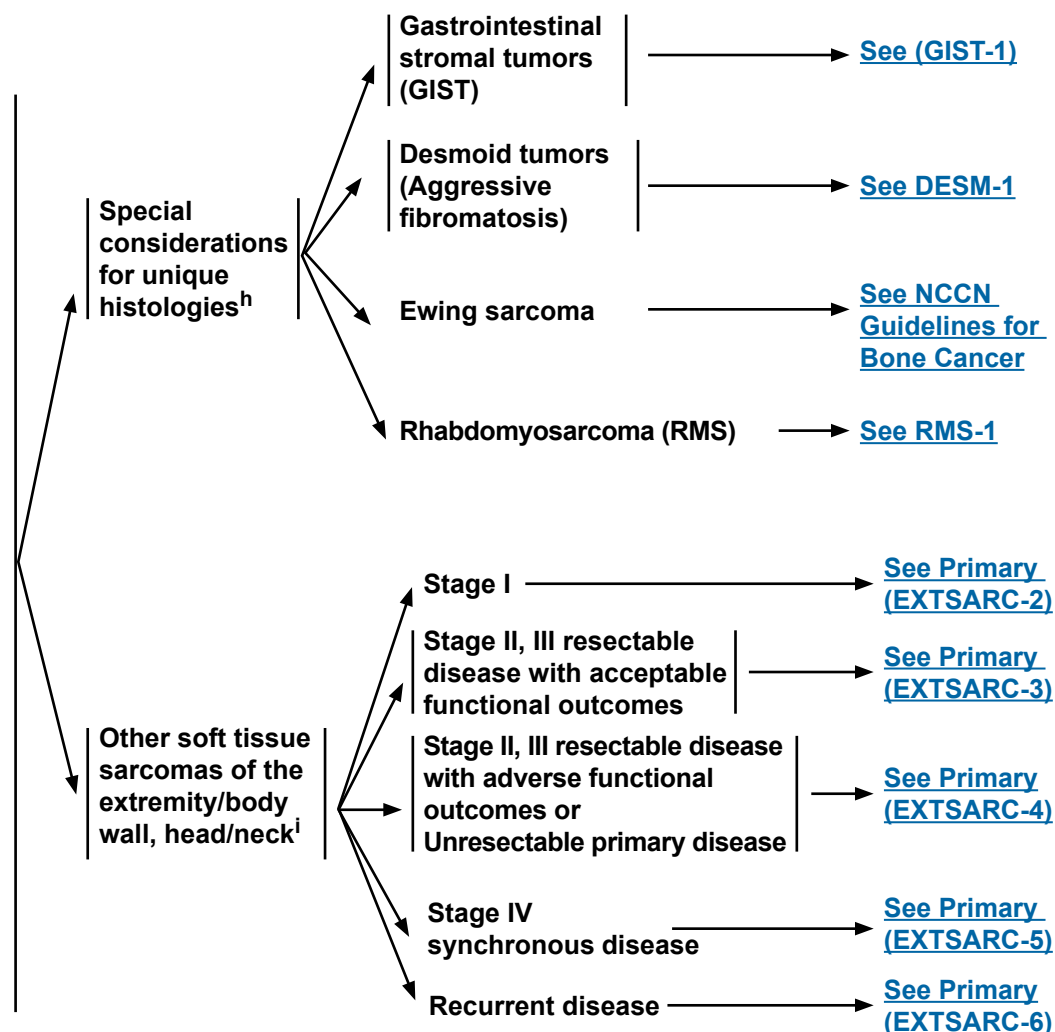 Gastrointestinal
stromal tumors
(GIST)
See (GIST-1)
Desmoid tumors
(Aggressive
fibromatosis)
See DESM-1
Special
considerations
for unique
histologiesh
Ewing sarcoma
See NCCN
Guidelines for
Bone Cancer
Rhabdomyosarcoma (RMS)
See RMS-1
Stage I
See Primary
(EXTSARC-2)
Stage II, III resectable
disease with acceptable
functional outcomes
See Primary
(EXTSARC-3)
Other soft tissue
sarcomas of the
extremity/body
wall, head/necki
Stage II, III resectable disease
with adverse functional
outcomes or
Unresectable primary disease
See Primary
(EXTSARC-4)
Stage IV
synchronous disease
See Primary
(EXTSARC-5)
Recurrent disease
See Primary
(EXTSARC-6)